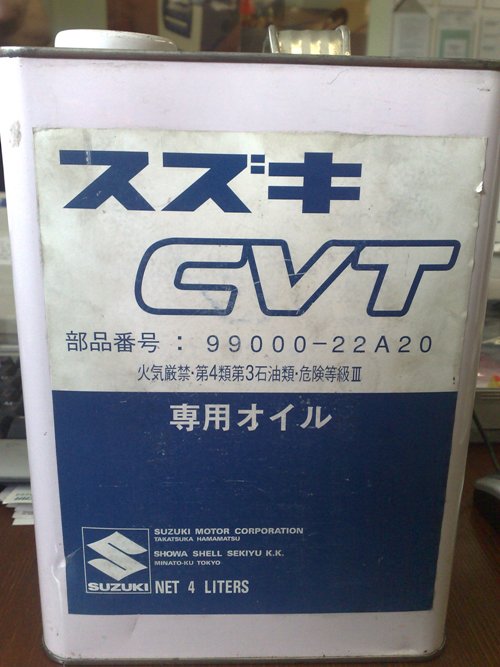 スズキ
CVT
部品番号 : 99000-22A20
火気厳禁・第4類第3石油類・危険等級Ⅲ
専用オイル
SUZUKI MOTOR CORPORATION
TAKATSUKA HAMAMATSU
SHOWA SHELL SEKIYU K.K.
MINATO-KU TOKYO
SUZUKI NET 4 LITERS